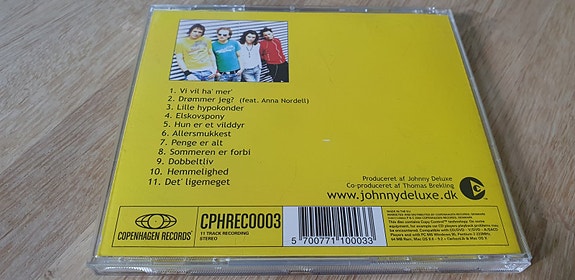 1. Vi vil ha' mer'
2. Drømmer jeg? (feat. Anna Nordell)
3. Lille hypokonder
4. Elskovspony
5. Hun er et vilddyr
6. Allersmukkest
7. Penge er alt
8. Sommeren er forbi
9. Dobbeltliv
10. Hemmelighed
11. Det' ligemeget
Produceret af Johnny Deluxe
Co-produceret af Thomas Brekling
www.johnnydeluxe.dk
COPENHAGEN RECORDS
CPHREC0003
11 TRACK RECORDING
STEREO
5 700771 100033